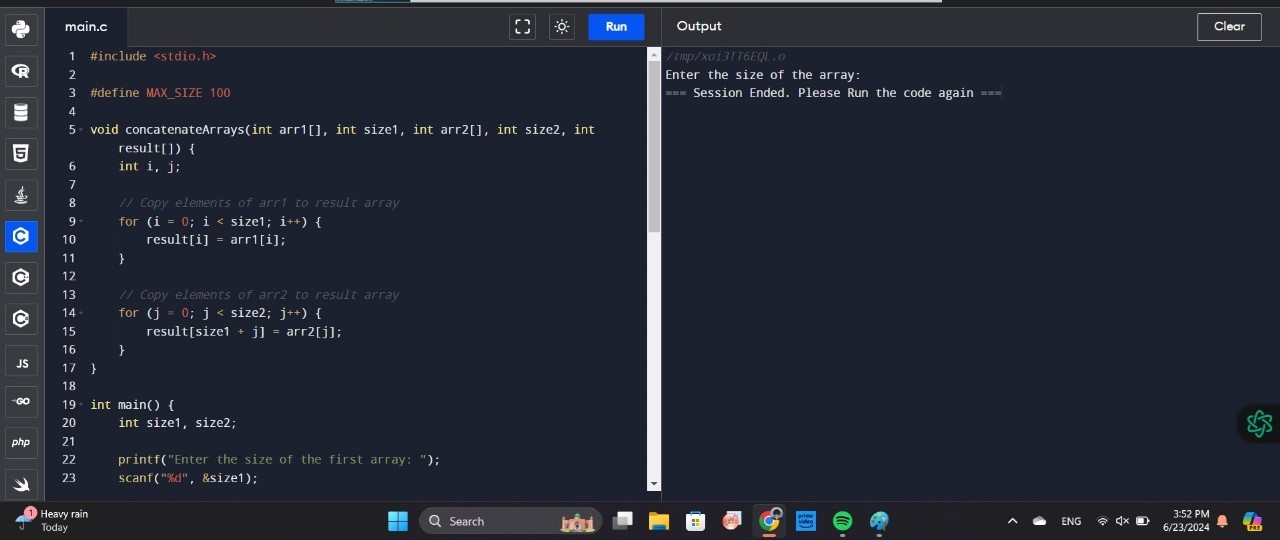 main.c
Run
Output
Clear
1 #include <stdio.h>
2
3 #define MAX_SIZE 100
4
5 void concatenateArrays(int arr1[], int size1, int arr2[], int size2, int
result[]) {
6 int i, j;
7
8 // Copy elements of arr1 to result array
9 for (i = 0; i < size1; i++) {
10 result[i] = arr1[i];
11 }
12
13 // Copy elements of arr2 to result array
14 for (j = 0; j < size2; j++) {
15 result[size1 + j] = arr2[j];
16 }
17 }
18
19 int main() {
20 int size1, size2;
21
22 printf("Enter the size of the first array: ");
23 scanf("%d", &size1);
/tmp/xoi3TT6EQL.o
Enter the size of the array:
=== Session Ended. Please Run the code again ===
R
5
C
C
C
JS
GO
php
1
Heavy rain
Today
Search
prime video
PRE
ENG
3:52 PM
6/23/2024